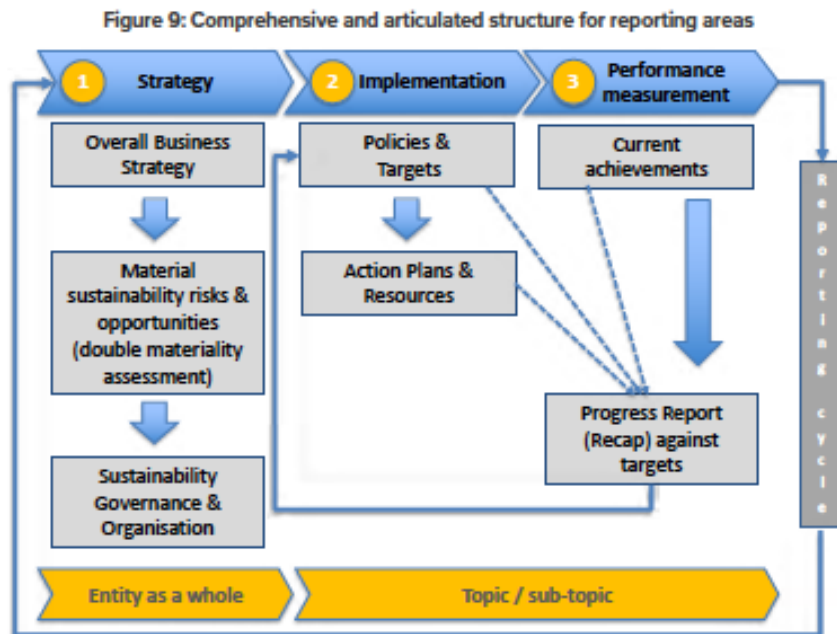 Figure 9: Comprehensive and articulated structure for reporting areas
1 Strategy
2 Implementation
3 Performance
measurement
Overall Business
Strategy
Material
sustainability risks &
opportunities
(double materiality
assessment)
Sustainability
Governance &
Organisation
Policies &
Targets
Action Plans &
Resources
Current
achievements
Progress Report
(Recap) against
targets
Reporting cycle
Entity as a whole
Topic / sub-topic